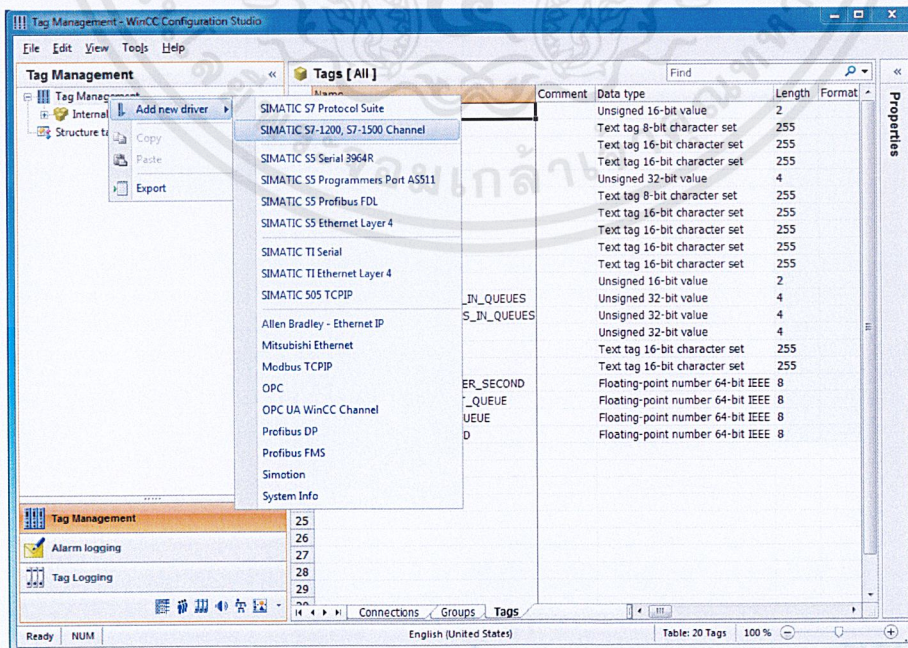 Tag Management - WinCC Configuration Studio
File Edit View Tools Help
Tag Management «
Tags [ All ] Find «
Tag Management
Internal
Structure ta
Add new driver
Copy
Paste
Export
SIMATIC S7 Protocol Suite
SIMATIC S7-1200, S7-1500 Channel
SIMATIC S5 Serial 3964R
SIMATIC S5 Programmers Port AS511
SIMATIC S5 Profibus FDL
SIMATIC S5 Ethernet Layer 4
SIMATIC TI Serial
SIMATIC TI Ethernet Layer 4
SIMATIC 505 TCPIP
Allen Bradley - Ethernet IP
Mitsubishi Ethernet
Modbus TCPIP
OPC
OPC UA WinCC Channel
Profibus DP
Profibus FMS
Simotion
System Info
Name Comment Data type Length Format
Unsigned 16-bit value 2
Text tag 8-bit character set 255
Text tag 16-bit character set 255
Text tag 16-bit character set 255
Unsigned 32-bit value 4
Text tag 8-bit character set 255
Text tag 16-bit character set 255
Text tag 16-bit character set 255
Text tag 16-bit character set 255
Text tag 16-bit character set 255
Unsigned 16-bit value 2
_IN_QUEUES Unsigned 32-bit value 4
S_IN_QUEUES Unsigned 32-bit value 4
Unsigned 32-bit value 4
Text tag 16-bit character set 255
Text tag 16-bit character set 255
ER_SECOND Floating-point number 64-bit IEEE 8
T_QUEUE Floating-point number 64-bit IEEE 8
UEUE Floating-point number 64-bit IEEE 8
D Floating-point number 64-bit IEEE 8
Properties
25
26
27
28
29
Tag Management
Alarm logging
Tag Logging
Connections Groups Tags
Ready NUM English (United States) Table: 20 Tags 100 %